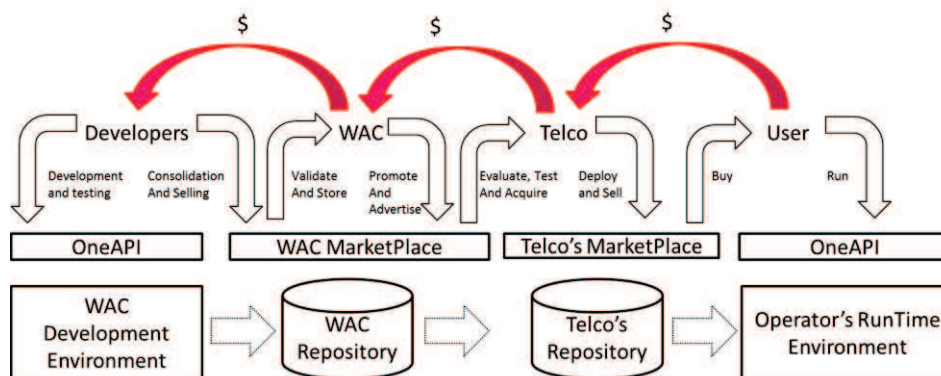 $ $ $
Developers WAC Telco User
Development
and testing
Consolidation
And Selling
Validate
And Store
Promote
And
Advertise
Evaluate, Test
And Acquire
Deploy
and Sell
Buy
Run
OneAPI
WAC MarketPlace
Telco's MarketPlace
OneAPI
WAC
Development
Environment
WAC
Repository
Telco's
Repository
Operator's RunTime
Environment